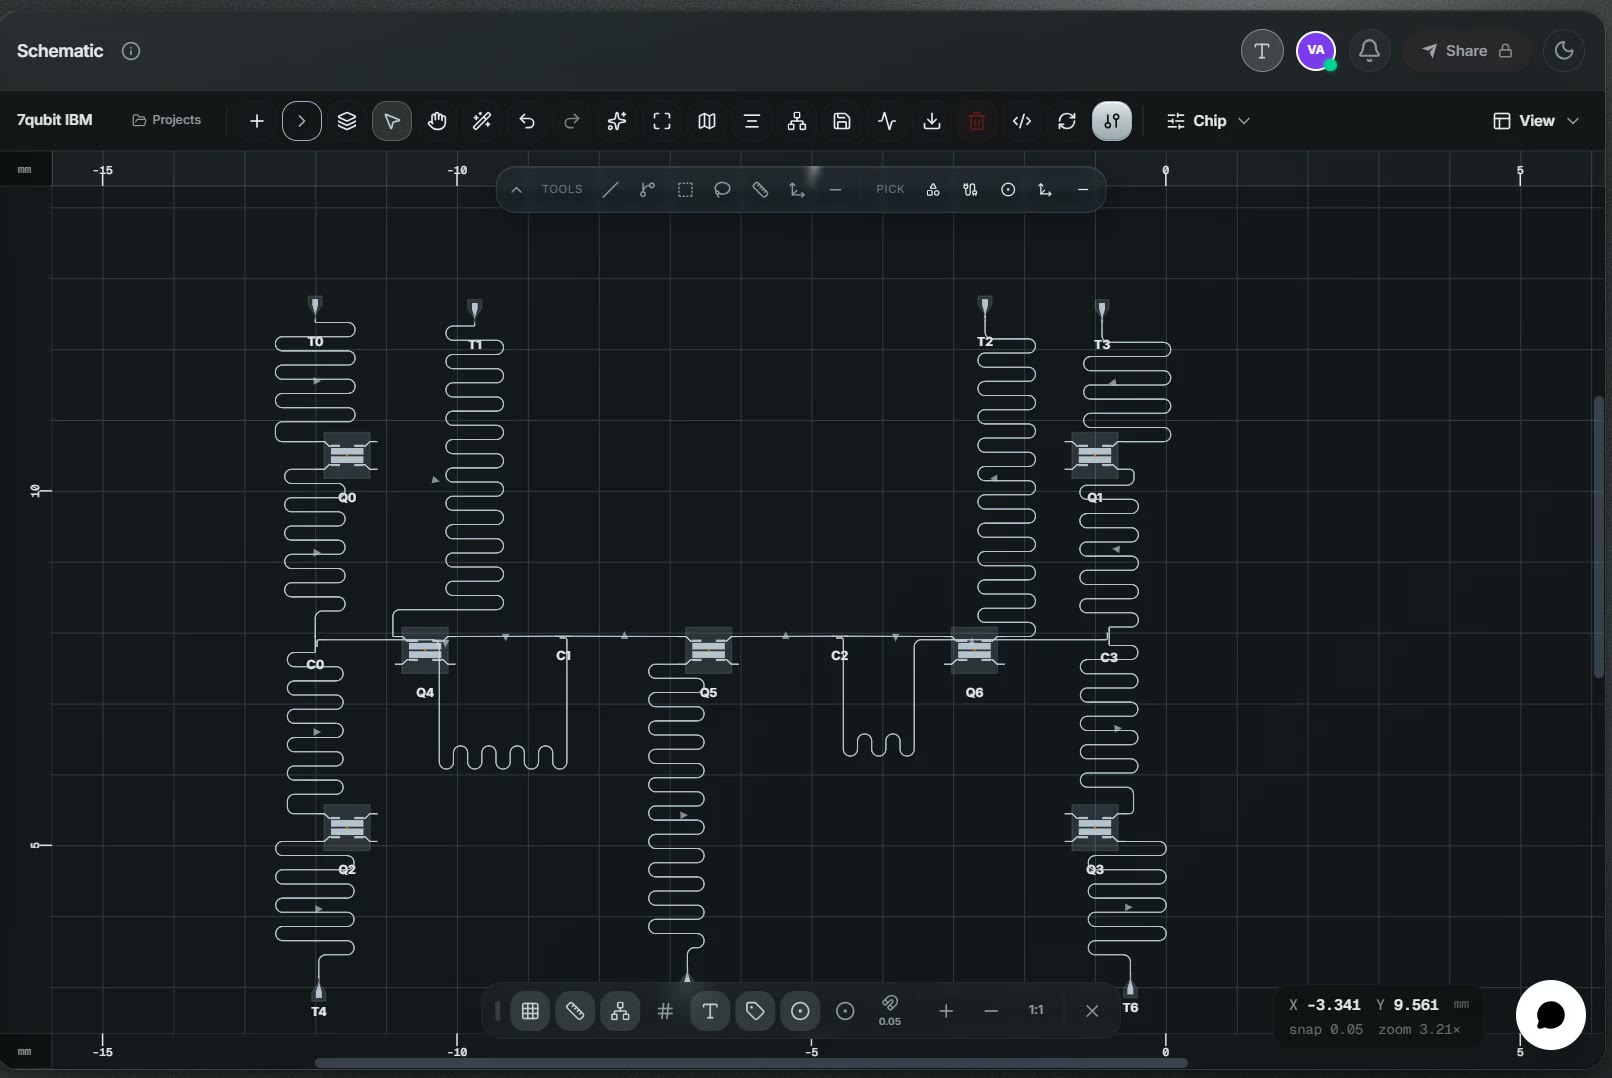 Schematic
T
VA
Share
7qubit IBM
Projects
Chip
View
mm
-15
-10
0
5
TOOLS
PICK
T0
T1
T2
T3
10
Q0
Q1
C0
C1
C2
C3
Q4
Q5
Q6
5
Q2
Q3
T4
T6
0.05
1:1
X -3.341 Y 9.561 mm
snap 0.05 zoom 3.21×
mm
-15
-10
-5
0
5